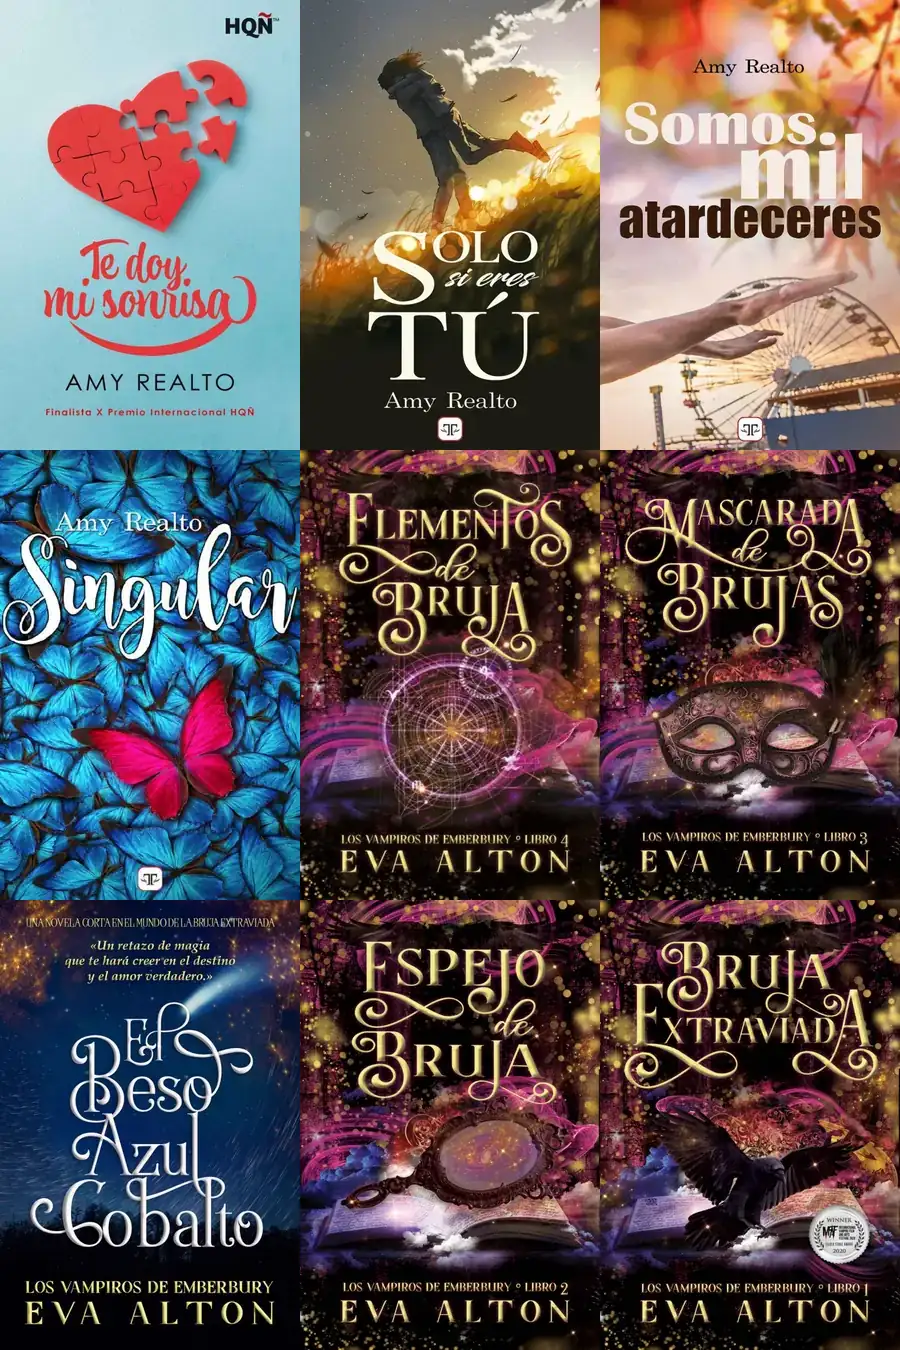 HQÑ™
Te doy
mi sonrisa
AMY REALTO
Finalista X Premio Internacional HQÑ
SOLO
si eres
TÚ
Amy Realto
Amy Realto
Somos
mil
atardeceres
Amy Realto
Singular
ELEMENTOS
de
BRUJA
LOS VAMPIROS DE EMBERBURY • LIBRO 4
EVA ALTON
MASCARADA
de
BRUJAS
LOS VAMPIROS DE EMBERBURY • LIBRO 3
EVA ALTON
UNA NOVELA CORTA EN EL MUNDO DE LA BRUJA EXTRAVIADA
«Un retazo de magia
que te hará creer en el destino
y el amor verdadero.»
El
Beso
Azul
Cobalto
LOS VAMPIROS DE EMBERBURY
EVA ALTON
ESPEJO
de
BRUJA
LOS VAMPIROS DE EMBERBURY • LIBRO 2
EVA ALTON
BRUJA
EXTRAVIADA
WINNER
2020
LOS VAMPIROS DE EMBERBURY • LIBRO 1
EVA ALTON